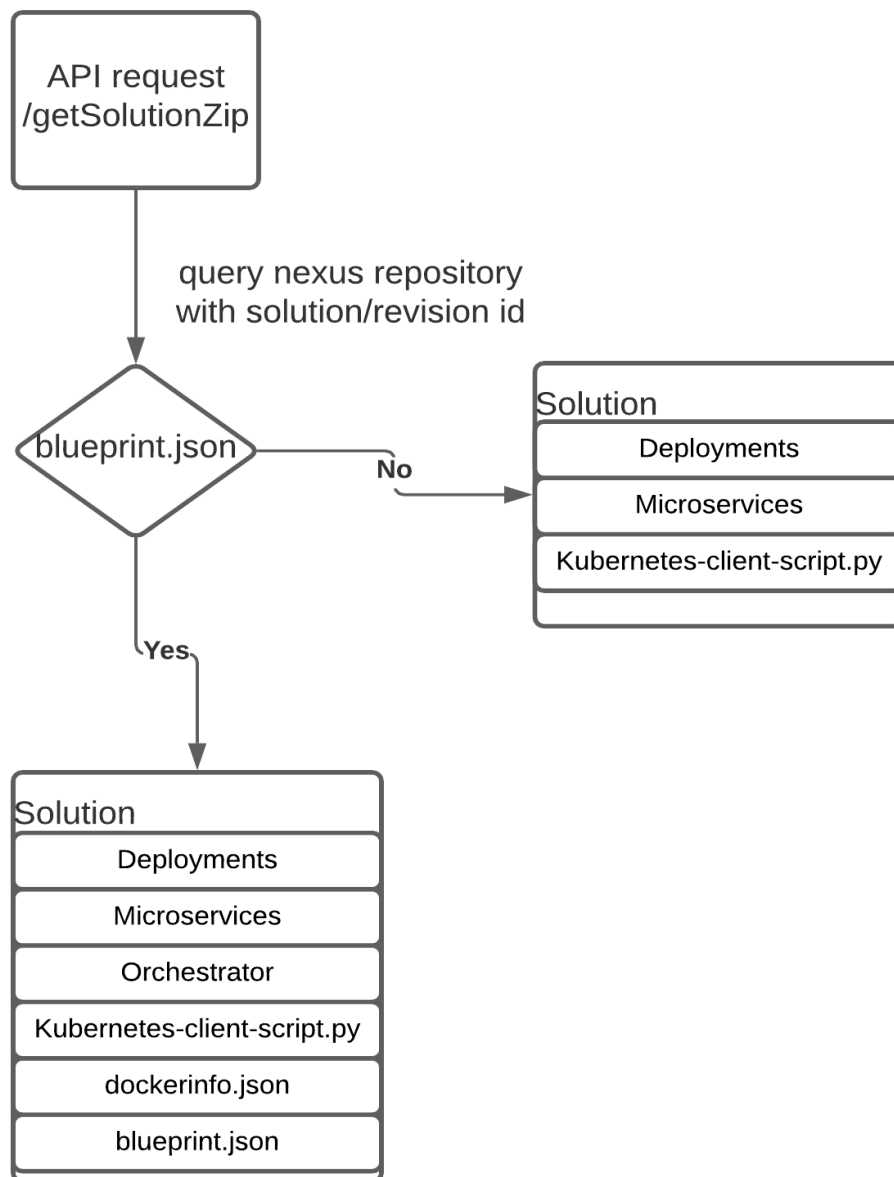 API request
/getSolutionZip
query nexus repository
with solution/revision id
blueprint.json
No
Solution
Deployments
Microservices
Kubernetes-client-script.py
Yes
Solution
Deployments
Microservices
Orchestrator
Kubernetes-client-script.py
dockerinfo.json
blueprint.json